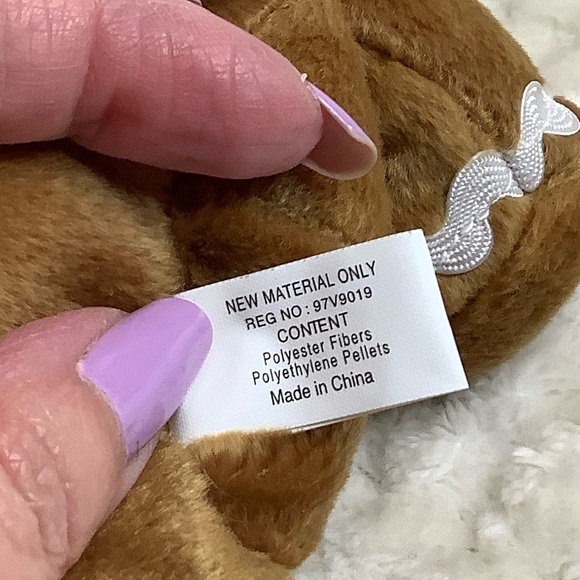 NEW MATERIAL ONLY
REG NO : 97V9019
CONTENT
Polyester Fibers
Polyethylene Pellets
Made in China